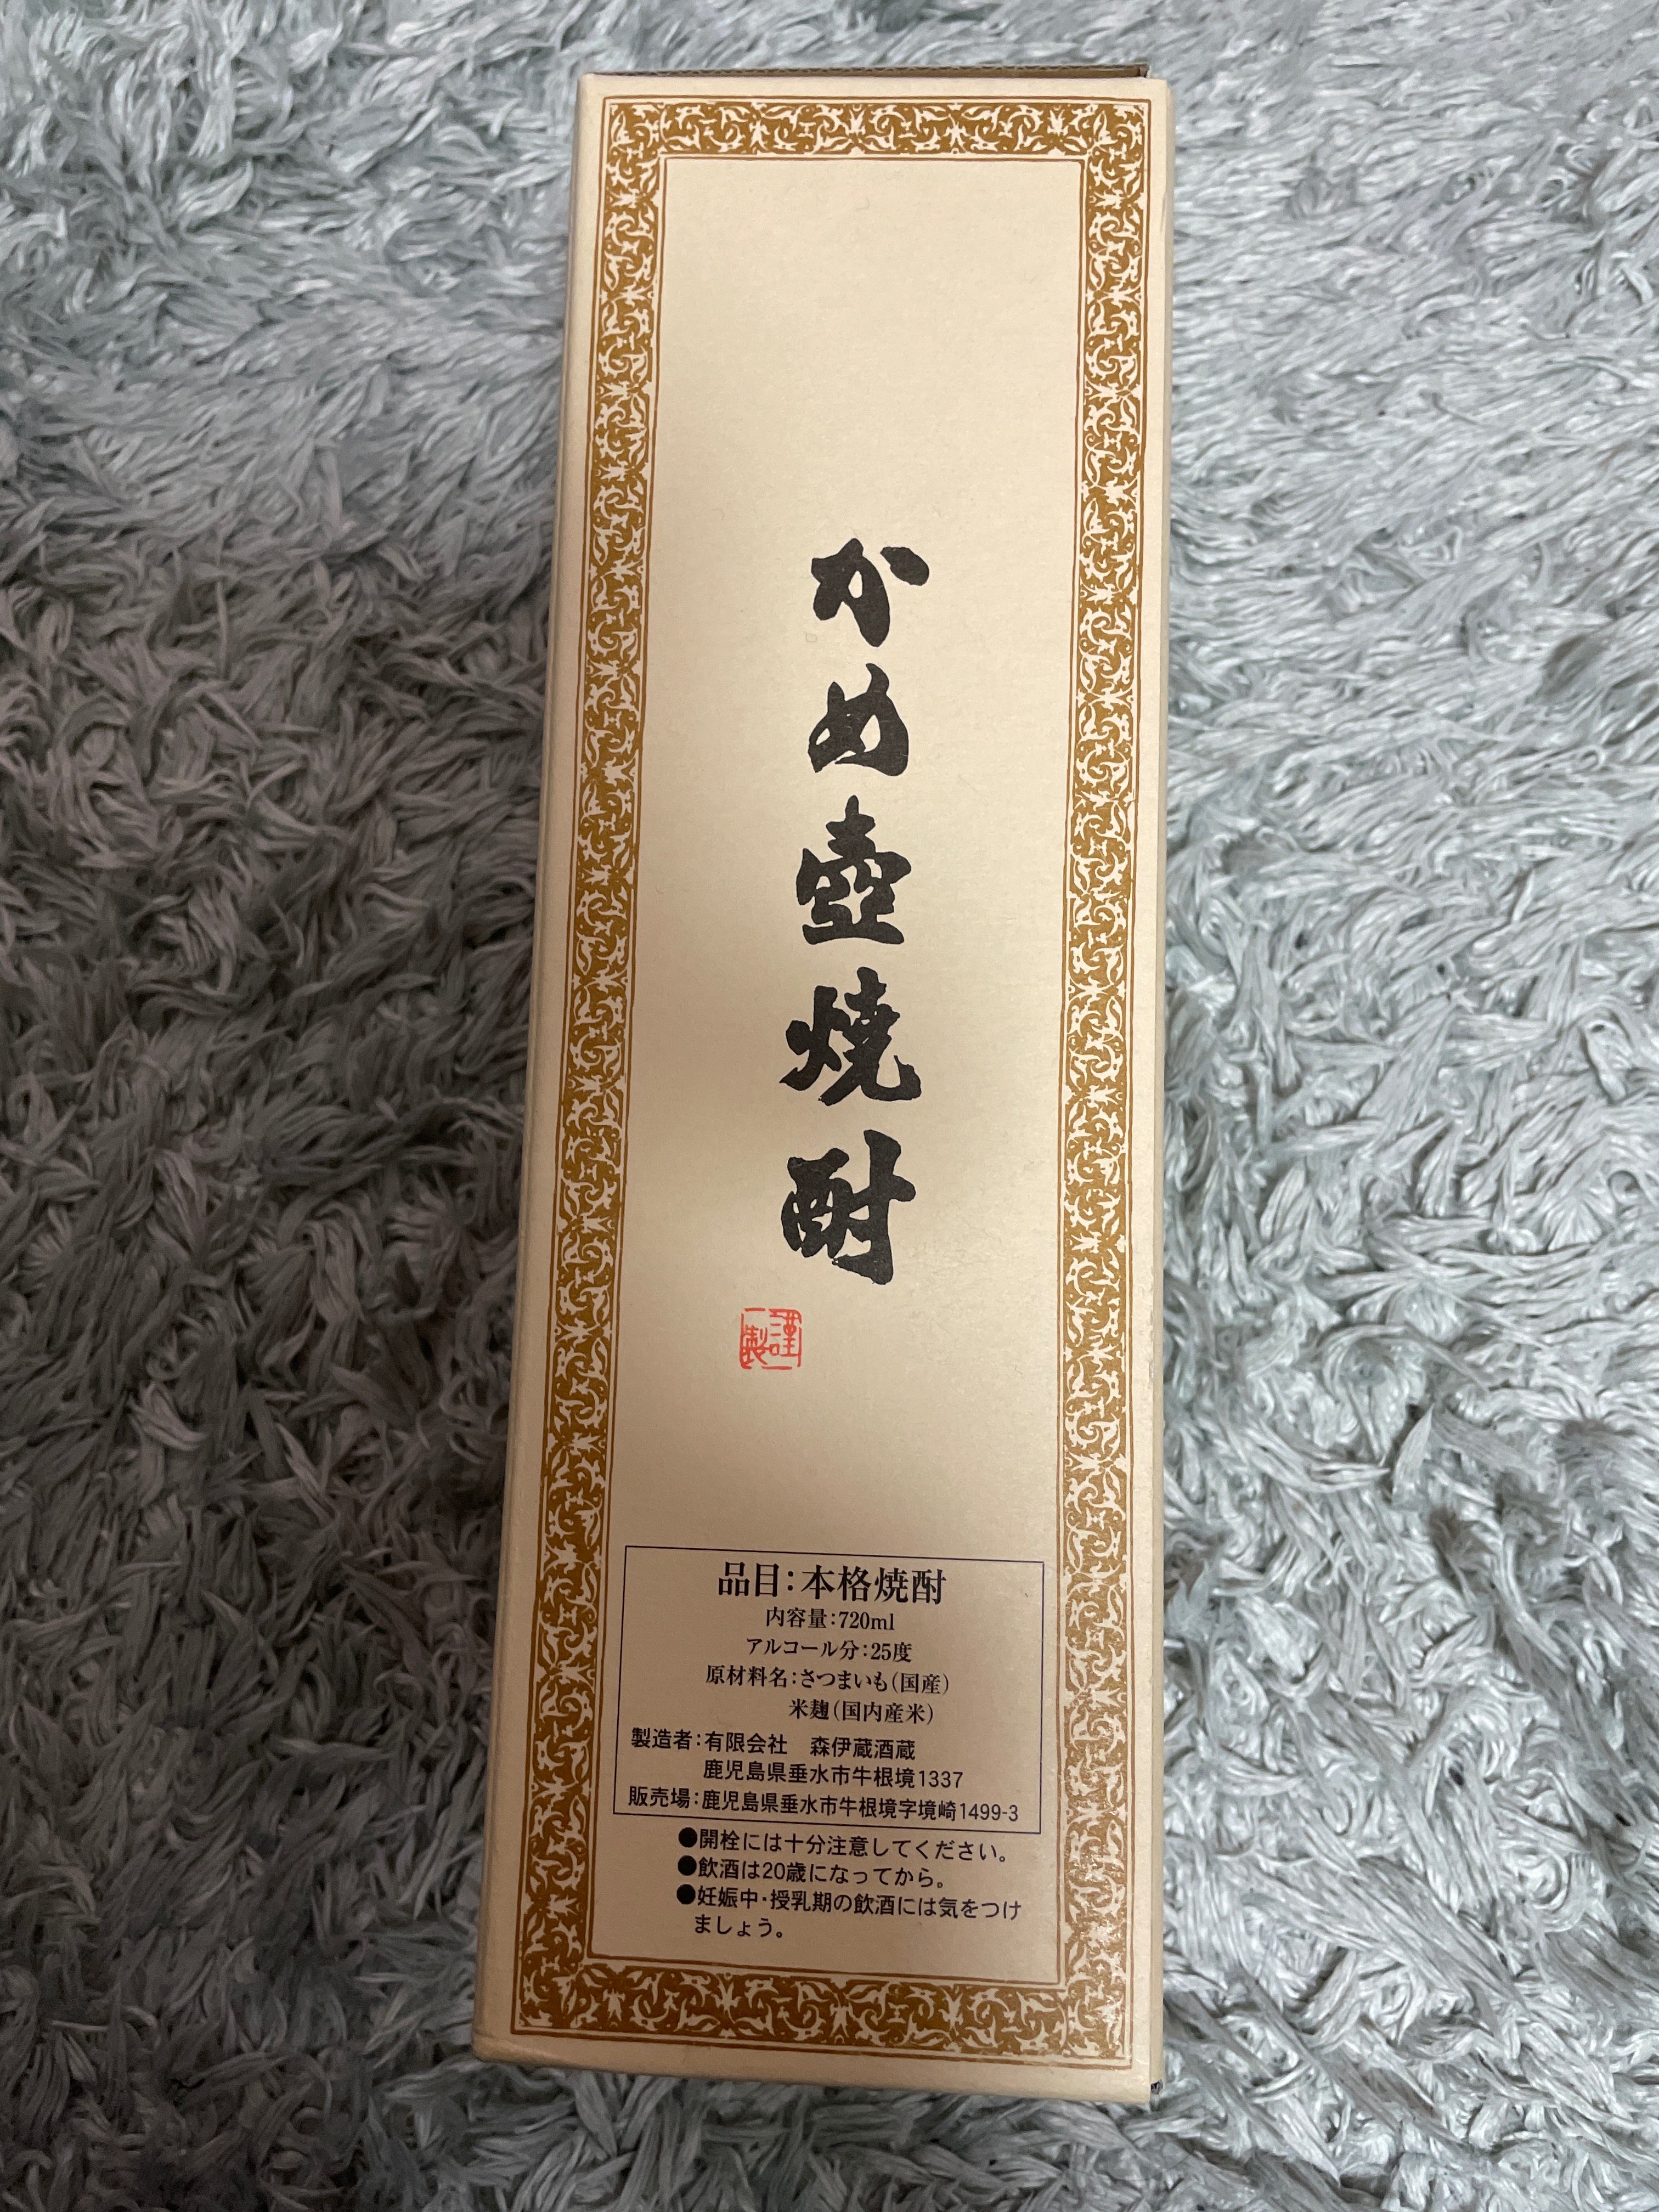 かめ壺焼酎
謹製
品目：本格焼酎
内容量：720ml
アルコール分：25度
原材料名：さつまいも（国産）
米麹（国内産米）
製造者：有限会社　森伊蔵酒蔵
鹿児島県垂水市牛根境1337
販売場：鹿児島県垂水市牛根境字境崎1499-3
●開栓には十分注意してください。
●飲酒は20歳になってから。
●妊娠中・授乳期の飲酒には気をつけ
ましょう。